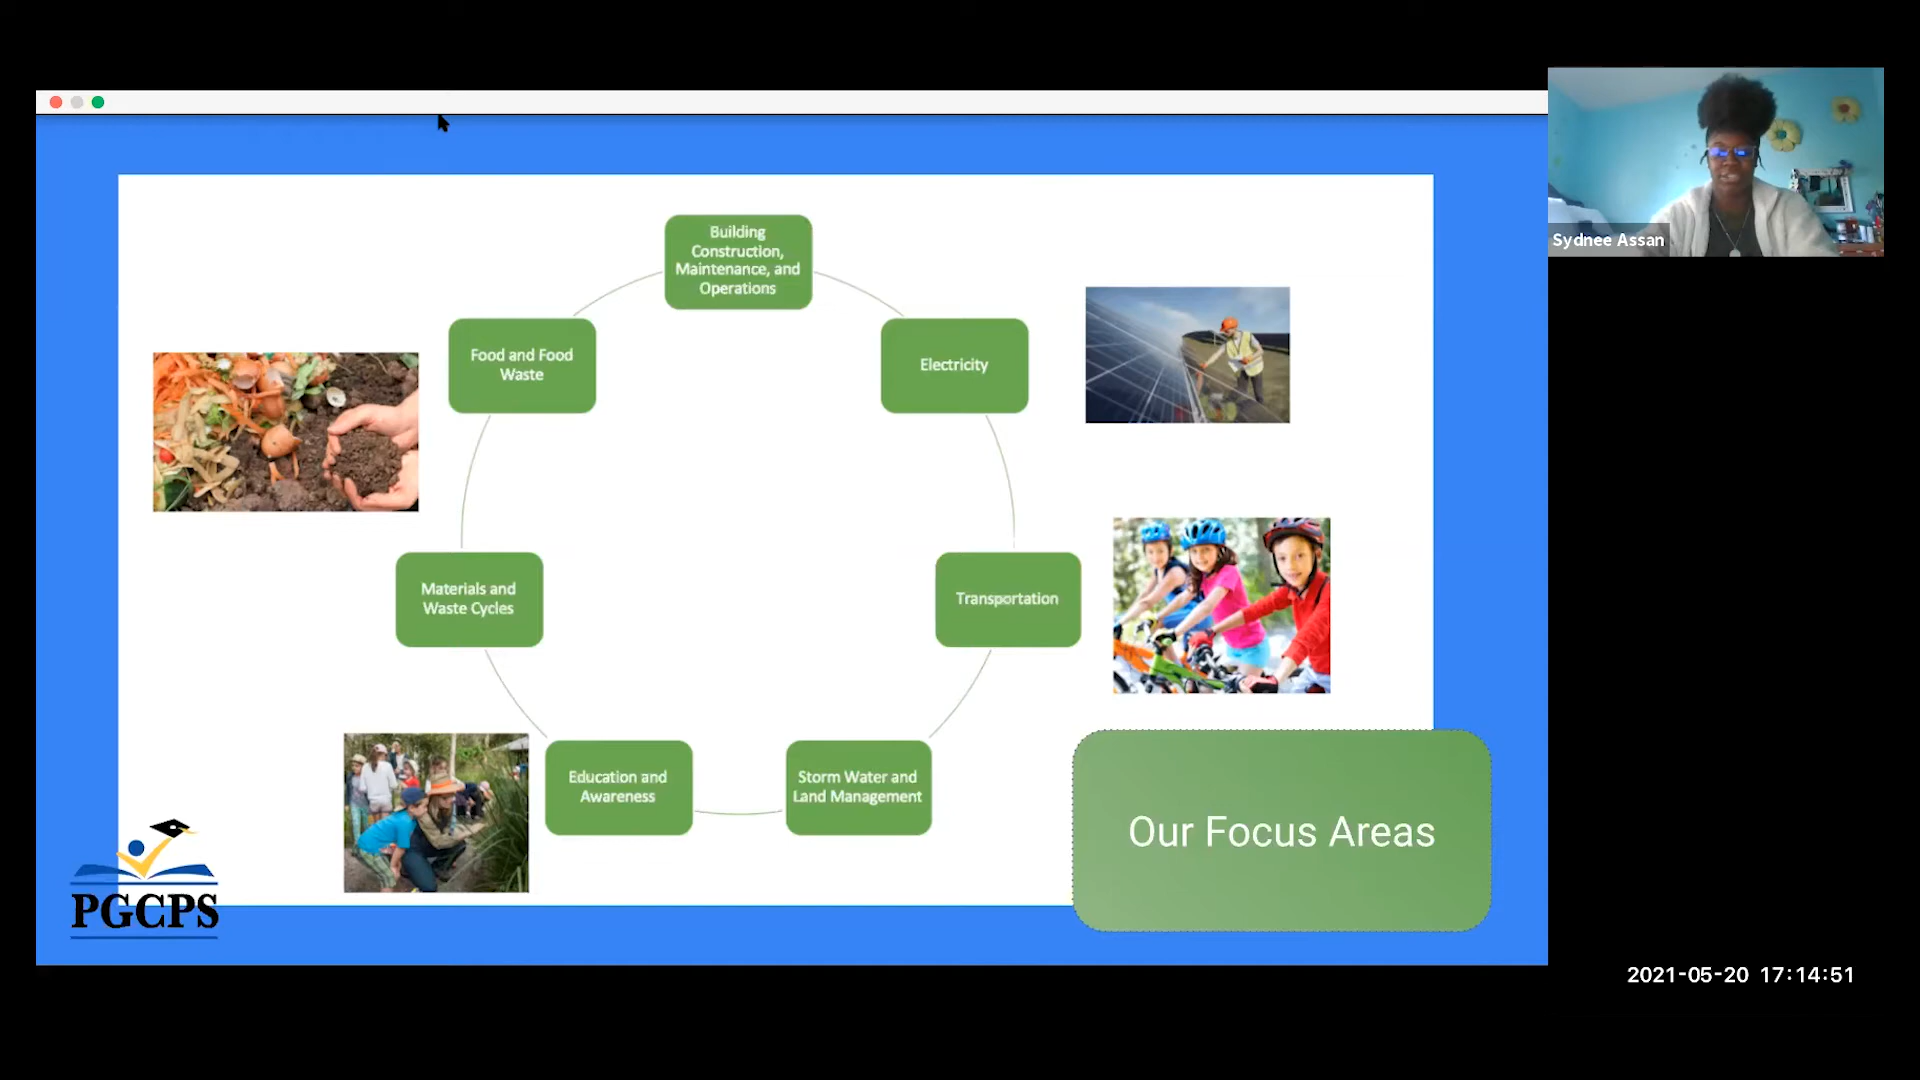 Sydnee Assan
Building
Construction,
Maintenance, and
Operations
Food and Food
Waste
Electricity
Materials and
Waste Cycles
Transportation
Education and
Awareness
Storm Water and
Land Management
Our Focus Areas
PGCPS
2021-05-20 17:14:51